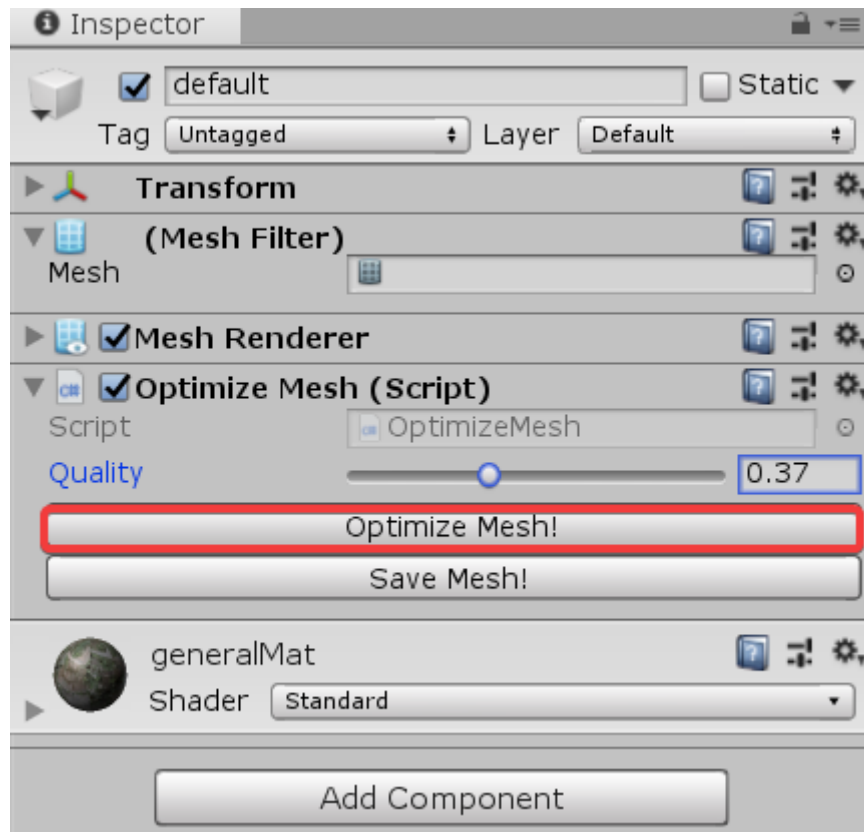 Inspector
default Static
Tag Untagged Layer Default
Transform
(Mesh Filter)
Mesh
Mesh Renderer
Optimize Mesh (Script)
Script OptimizeMesh
Quality 0.37
Optimize Mesh!
Save Mesh!
generalMat
Shader Standard
Add Component